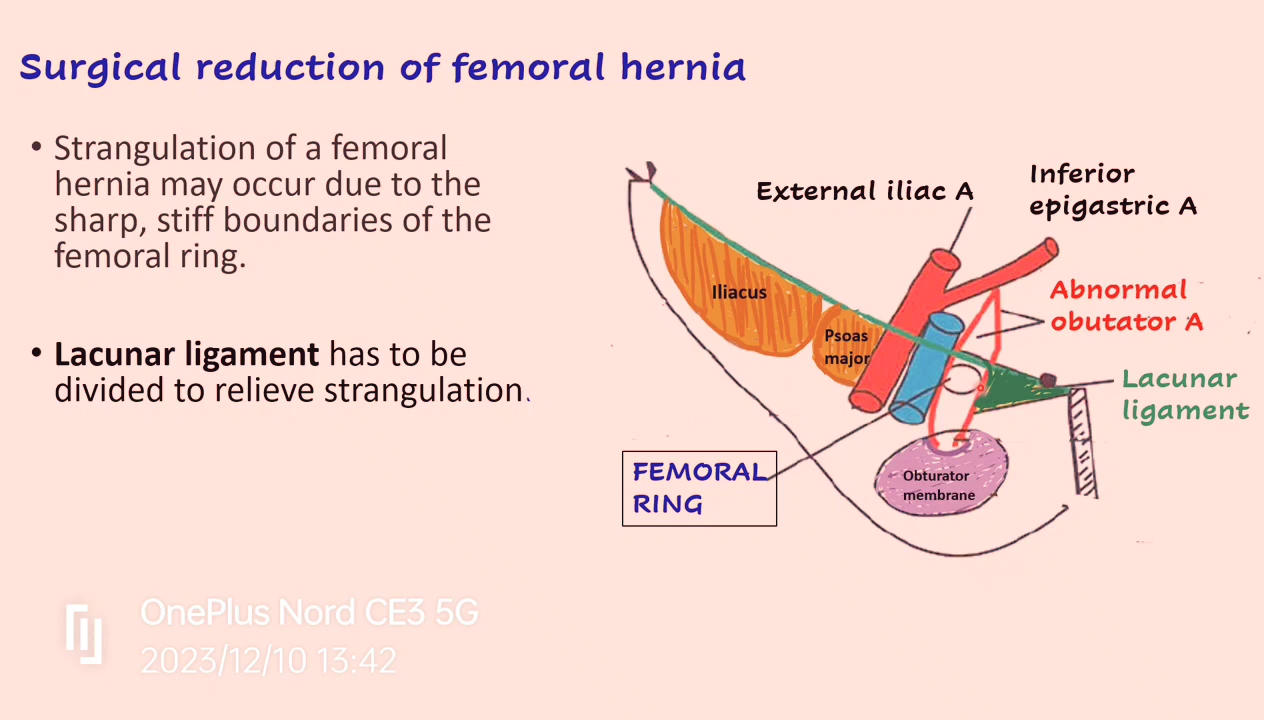 Surgical reduction of femoral hernia
• Strangulation of a femoral
hernia may occur due to the
sharp, stiff boundaries of the
femoral ring.
• Lacunar ligament has to be
divided to relieve strangulation.
External iliac A
Inferior
epigastric A
Iliacus
Abnormal
obutator A
Psoas
major
Lacunar
ligament
FEMORAL
RING
Obturator
membrane
OnePlus Nord CE3 5G
2023/12/10 13:42